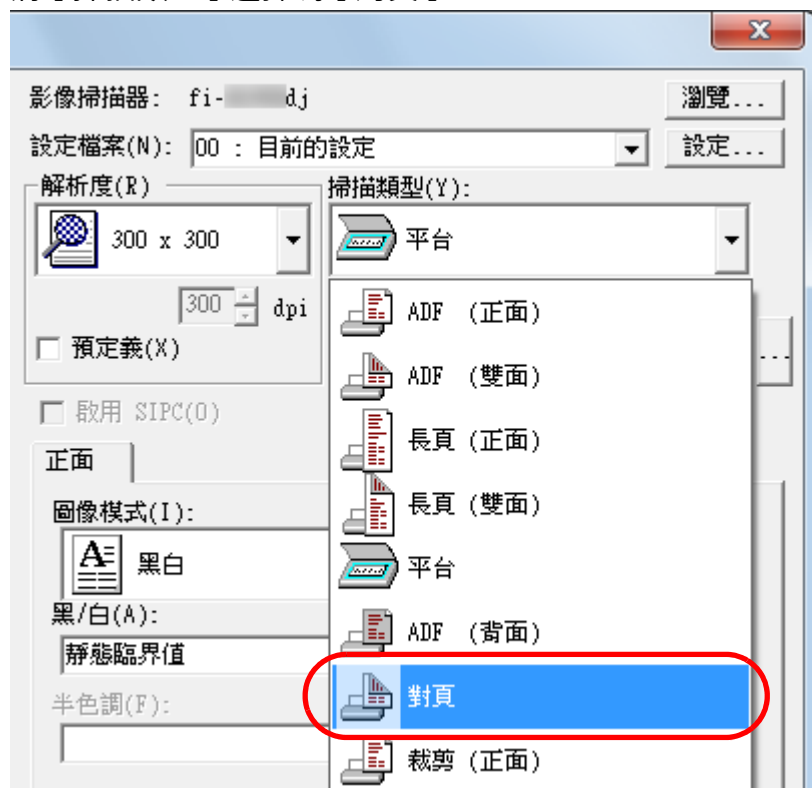 影像掃描器: fi- dj
瀏覽...
設定檔案(N): 00 : 目前的設定
設定...
解析度(R)
掃描類型(Y):
300 x 300
平台
300 dpi
預定義(X)
...
啟用 SIPC(O)
正面
圖像模式(I):
黑白
黑/白(A):
靜態臨界值
半色調(F):
ADF (正面)
ADF (雙面)
長頁 (正面)
長頁 (雙面)
平台
ADF (背面)
對頁
裁剪 (正面)